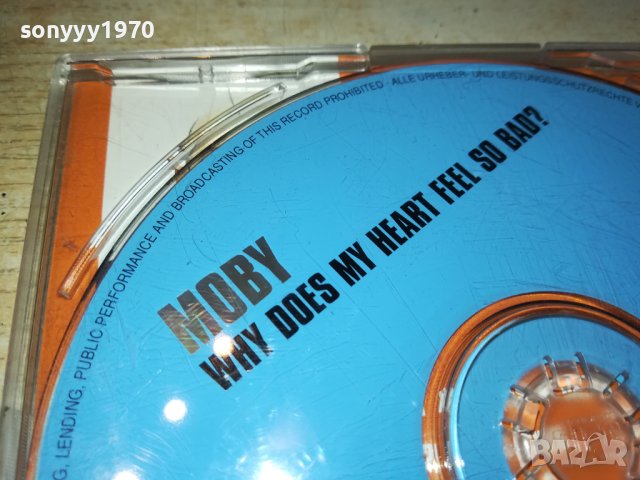 sonyyy1970
LENDING, PUBLIC PERFORMANCE AND BROADCASTING OF THIS RECORD PROHIBITED · ALLE URHEBER- UND LEISTUNGSSCHUTZRECHTE
MOBY
WHY DOES MY HEART FEEL SO BAD?
BAZAR